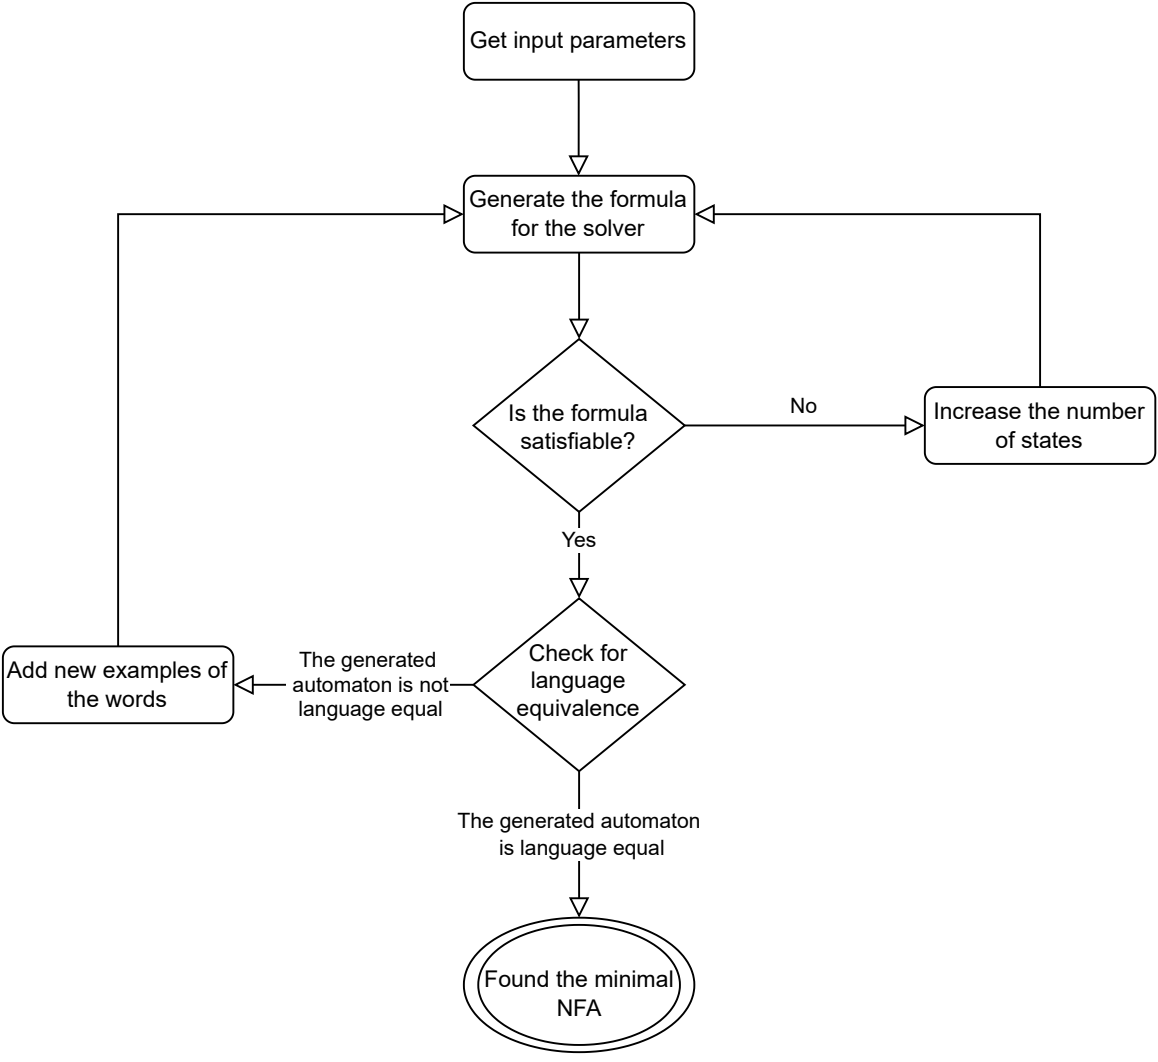 Get input parameters
Generate the formula
for the solver
Is the formula
satisfiable?
No
Increase the number
of states
Yes
Check for
language
equivalence
The generated
automaton is not
language equal
Add new examples of
the words
The generated automaton
is language equal
Found the minimal
NFA